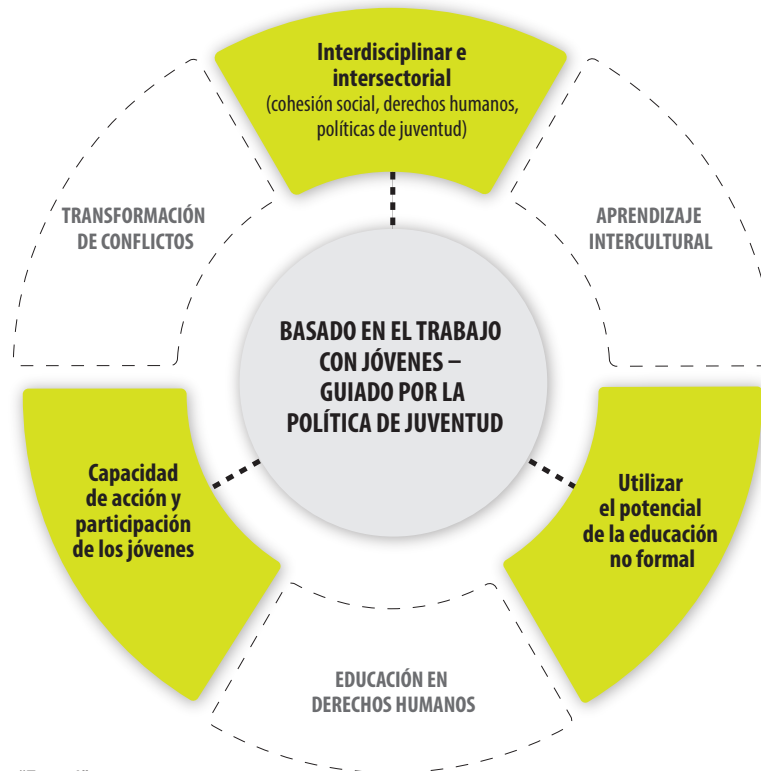 Interdisciplinar e
intersectorial
(cohesión social, derechos humanos,
políticas de juventud)
TRANSFORMACIÓN
DE CONFLICTOS
APRENDIZAJE
INTERCULTURAL
BASADO EN EL TRABAJO
CON JÓVENES –
GUIADO POR LA
POLÍTICA DE JUVENTUD
Capacidad
de acción y
participación
de los jóvenes
Utilizar
el potencial
de la educación
no formal
EDUCACIÓN EN
DERECHOS HUMANOS